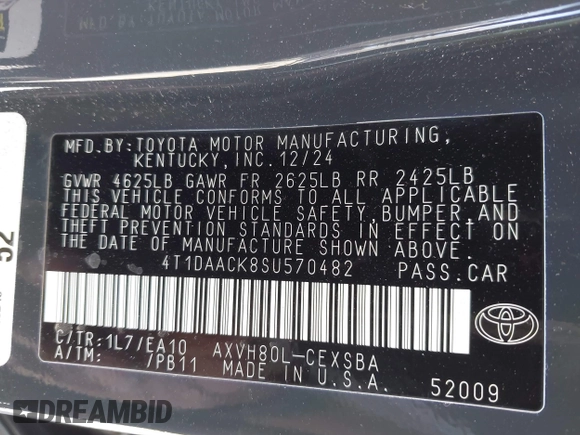 MFD.BY:TOYOTA MOTOR MANUFACTURING,
KENTUCKY, INC. 12/24
GVWR 4625LB GAWR FR 2625LB RR 2425LB
THIS VEHICLE CONFORMS TO ALL APPLICABLE
FEDERAL MOTOR VEHICLE SAFETY, BUMPER, AND
THEFT PREVENTION STANDARDS IN EFFECT ON
THE DATE OF MANUFACTURE SHOWN ABOVE.
4T1DAACK8SU570482 PASS.CAR
C/TR:1L7/EA10 AXVH80L-CEXSBA
A/TM: /PB11 MADE IN U.S.A. 52009
52
DREAMBID